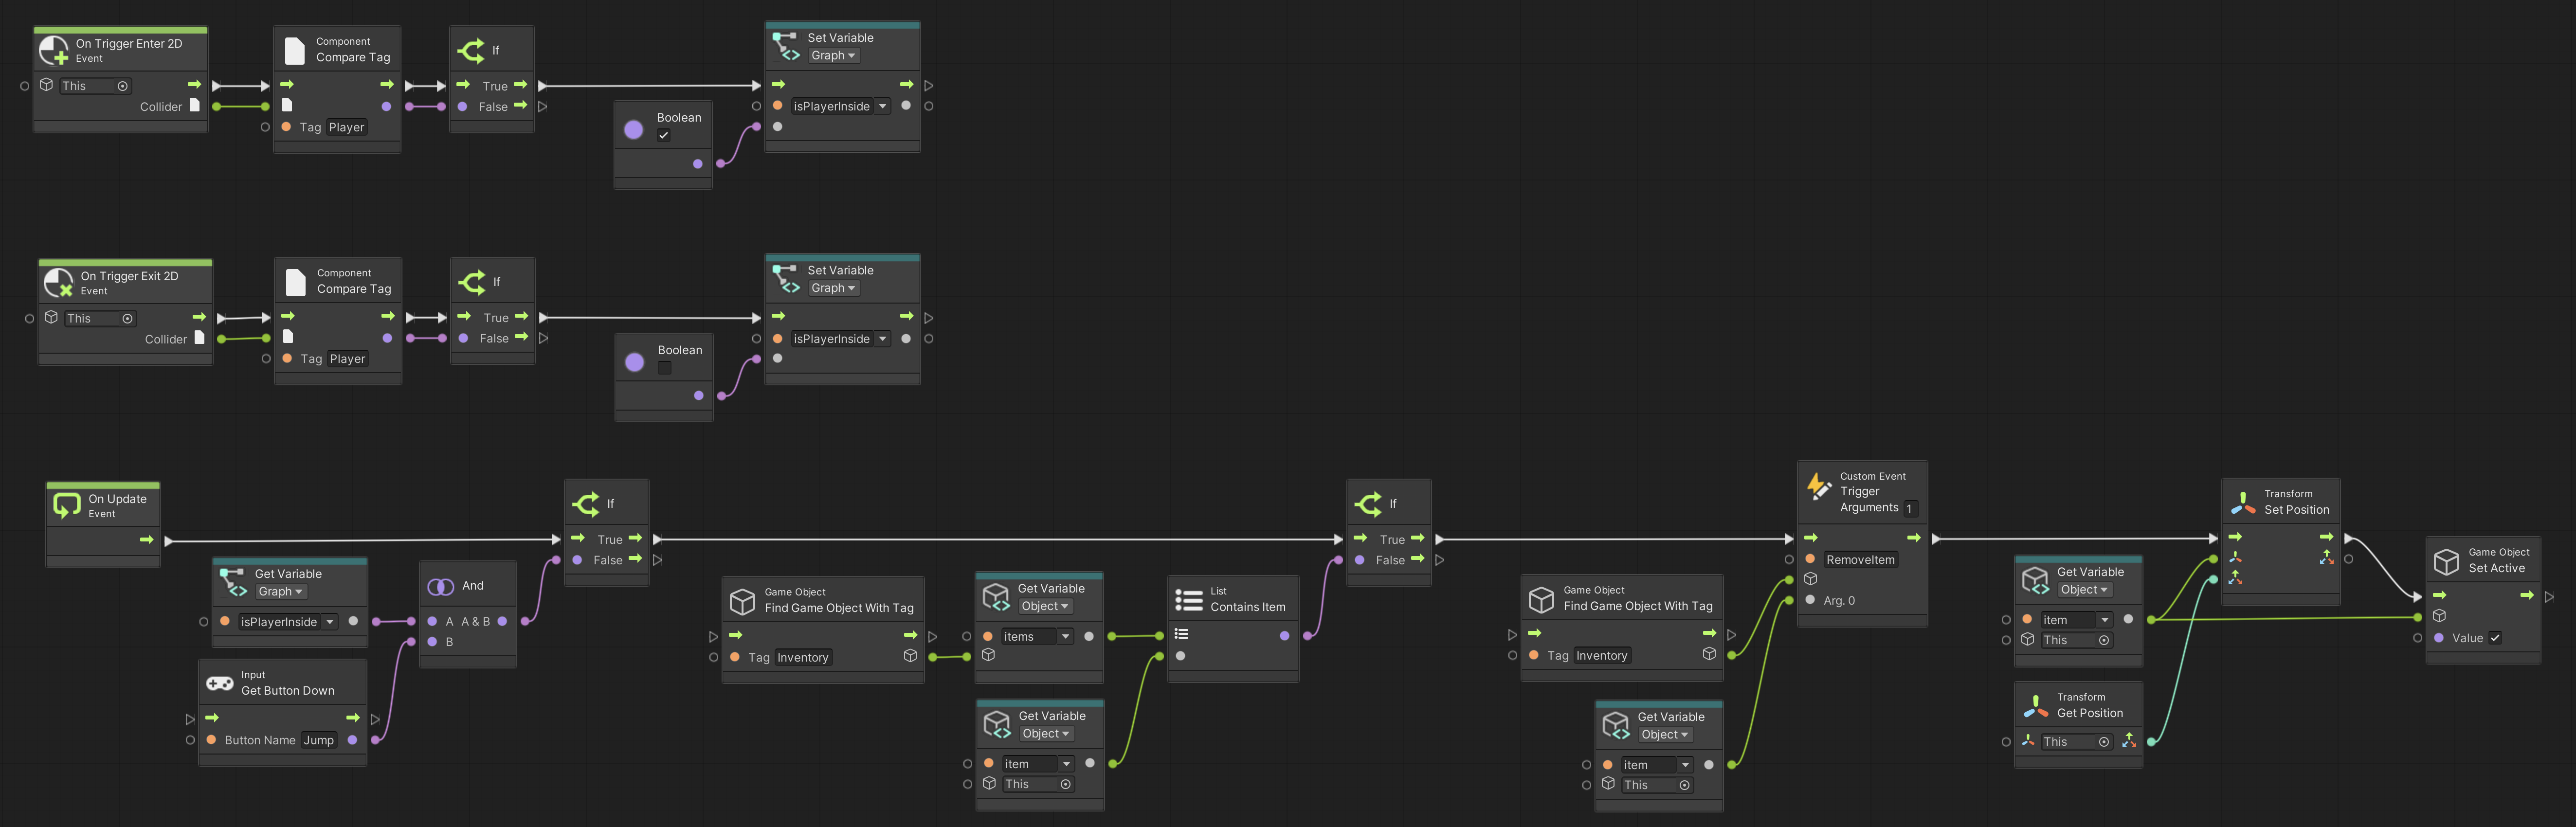 On Trigger Enter 2D
Event
This
Collider
Component
Compare Tag
Tag Player
If
True
False
Boolean
Set Variable
Graph
isPlayerInside
On Trigger Exit 2D
Event
This
Collider
Component
Compare Tag
Tag Player
If
True
False
Boolean
Set Variable
Graph
isPlayerInside
On Update
Event
Get Variable
Graph
isPlayerInside
Input
Get Button Down
Button Name Jump
And
A A & B
B
If
True
False
Game Object
Find Game Object With Tag
Tag Inventory
Get Variable
Object
items
Get Variable
Object
item
This
List
Contains Item
If
True
False
Game Object
Find Game Object With Tag
Tag Inventory
Get Variable
Object
item
This
Custom Event
Trigger
Arguments 1
RemoveItem
Arg. 0
Get Variable
Object
item
This
Transform
Get Position
This
Transform
Set Position
Game Object
Set Active
Value